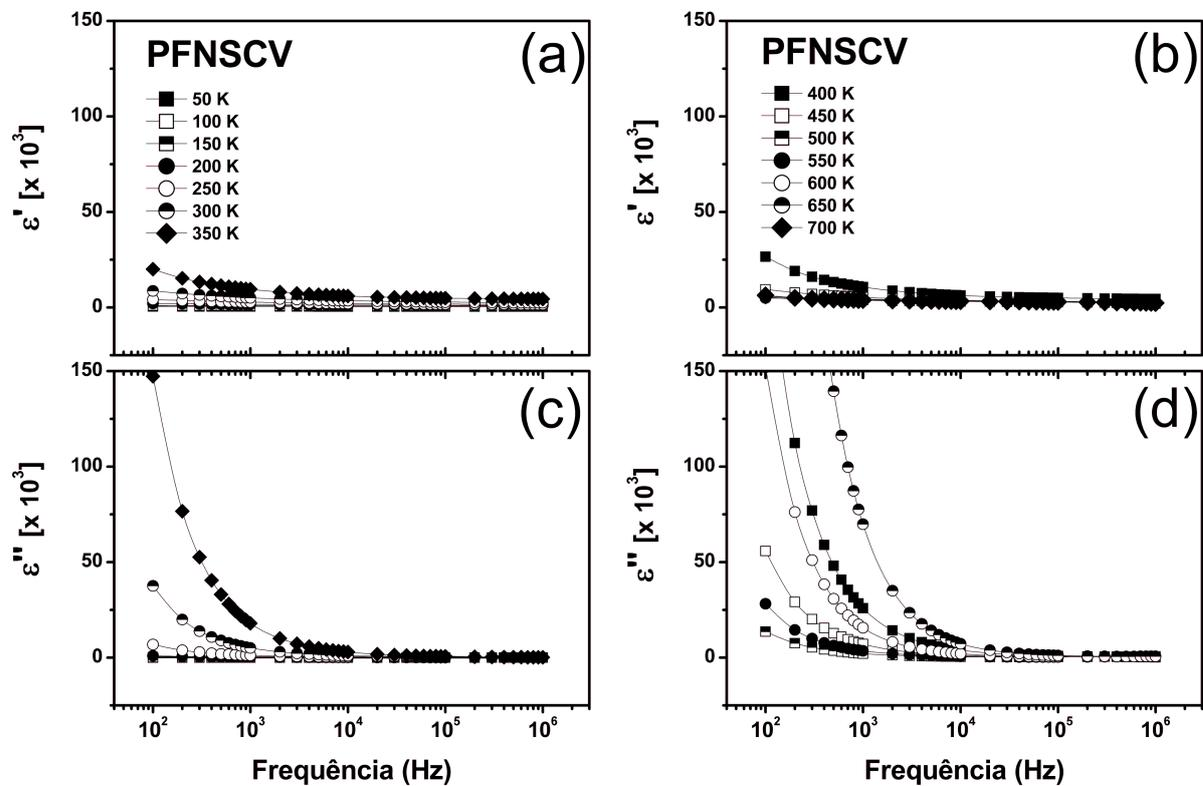 PFNSCV
(a)
50 K
100 K
150 K
200 K
250 K
300 K
350 K
150
100
50
0
ε' [x 10³]
PFNSCV
(b)
400 K
450 K
500 K
550 K
600 K
650 K
700 K
150
100
50
0
ε' [x 10³]
(c)
150
100
50
0
ε'' [x 10³]
10² 10³ 10⁴ 10⁵ 10⁶
Frequência (Hz)
(d)
150
100
50
0
ε'' [x 10³]
10² 10³ 10⁴ 10⁵ 10⁶
Frequência (Hz)